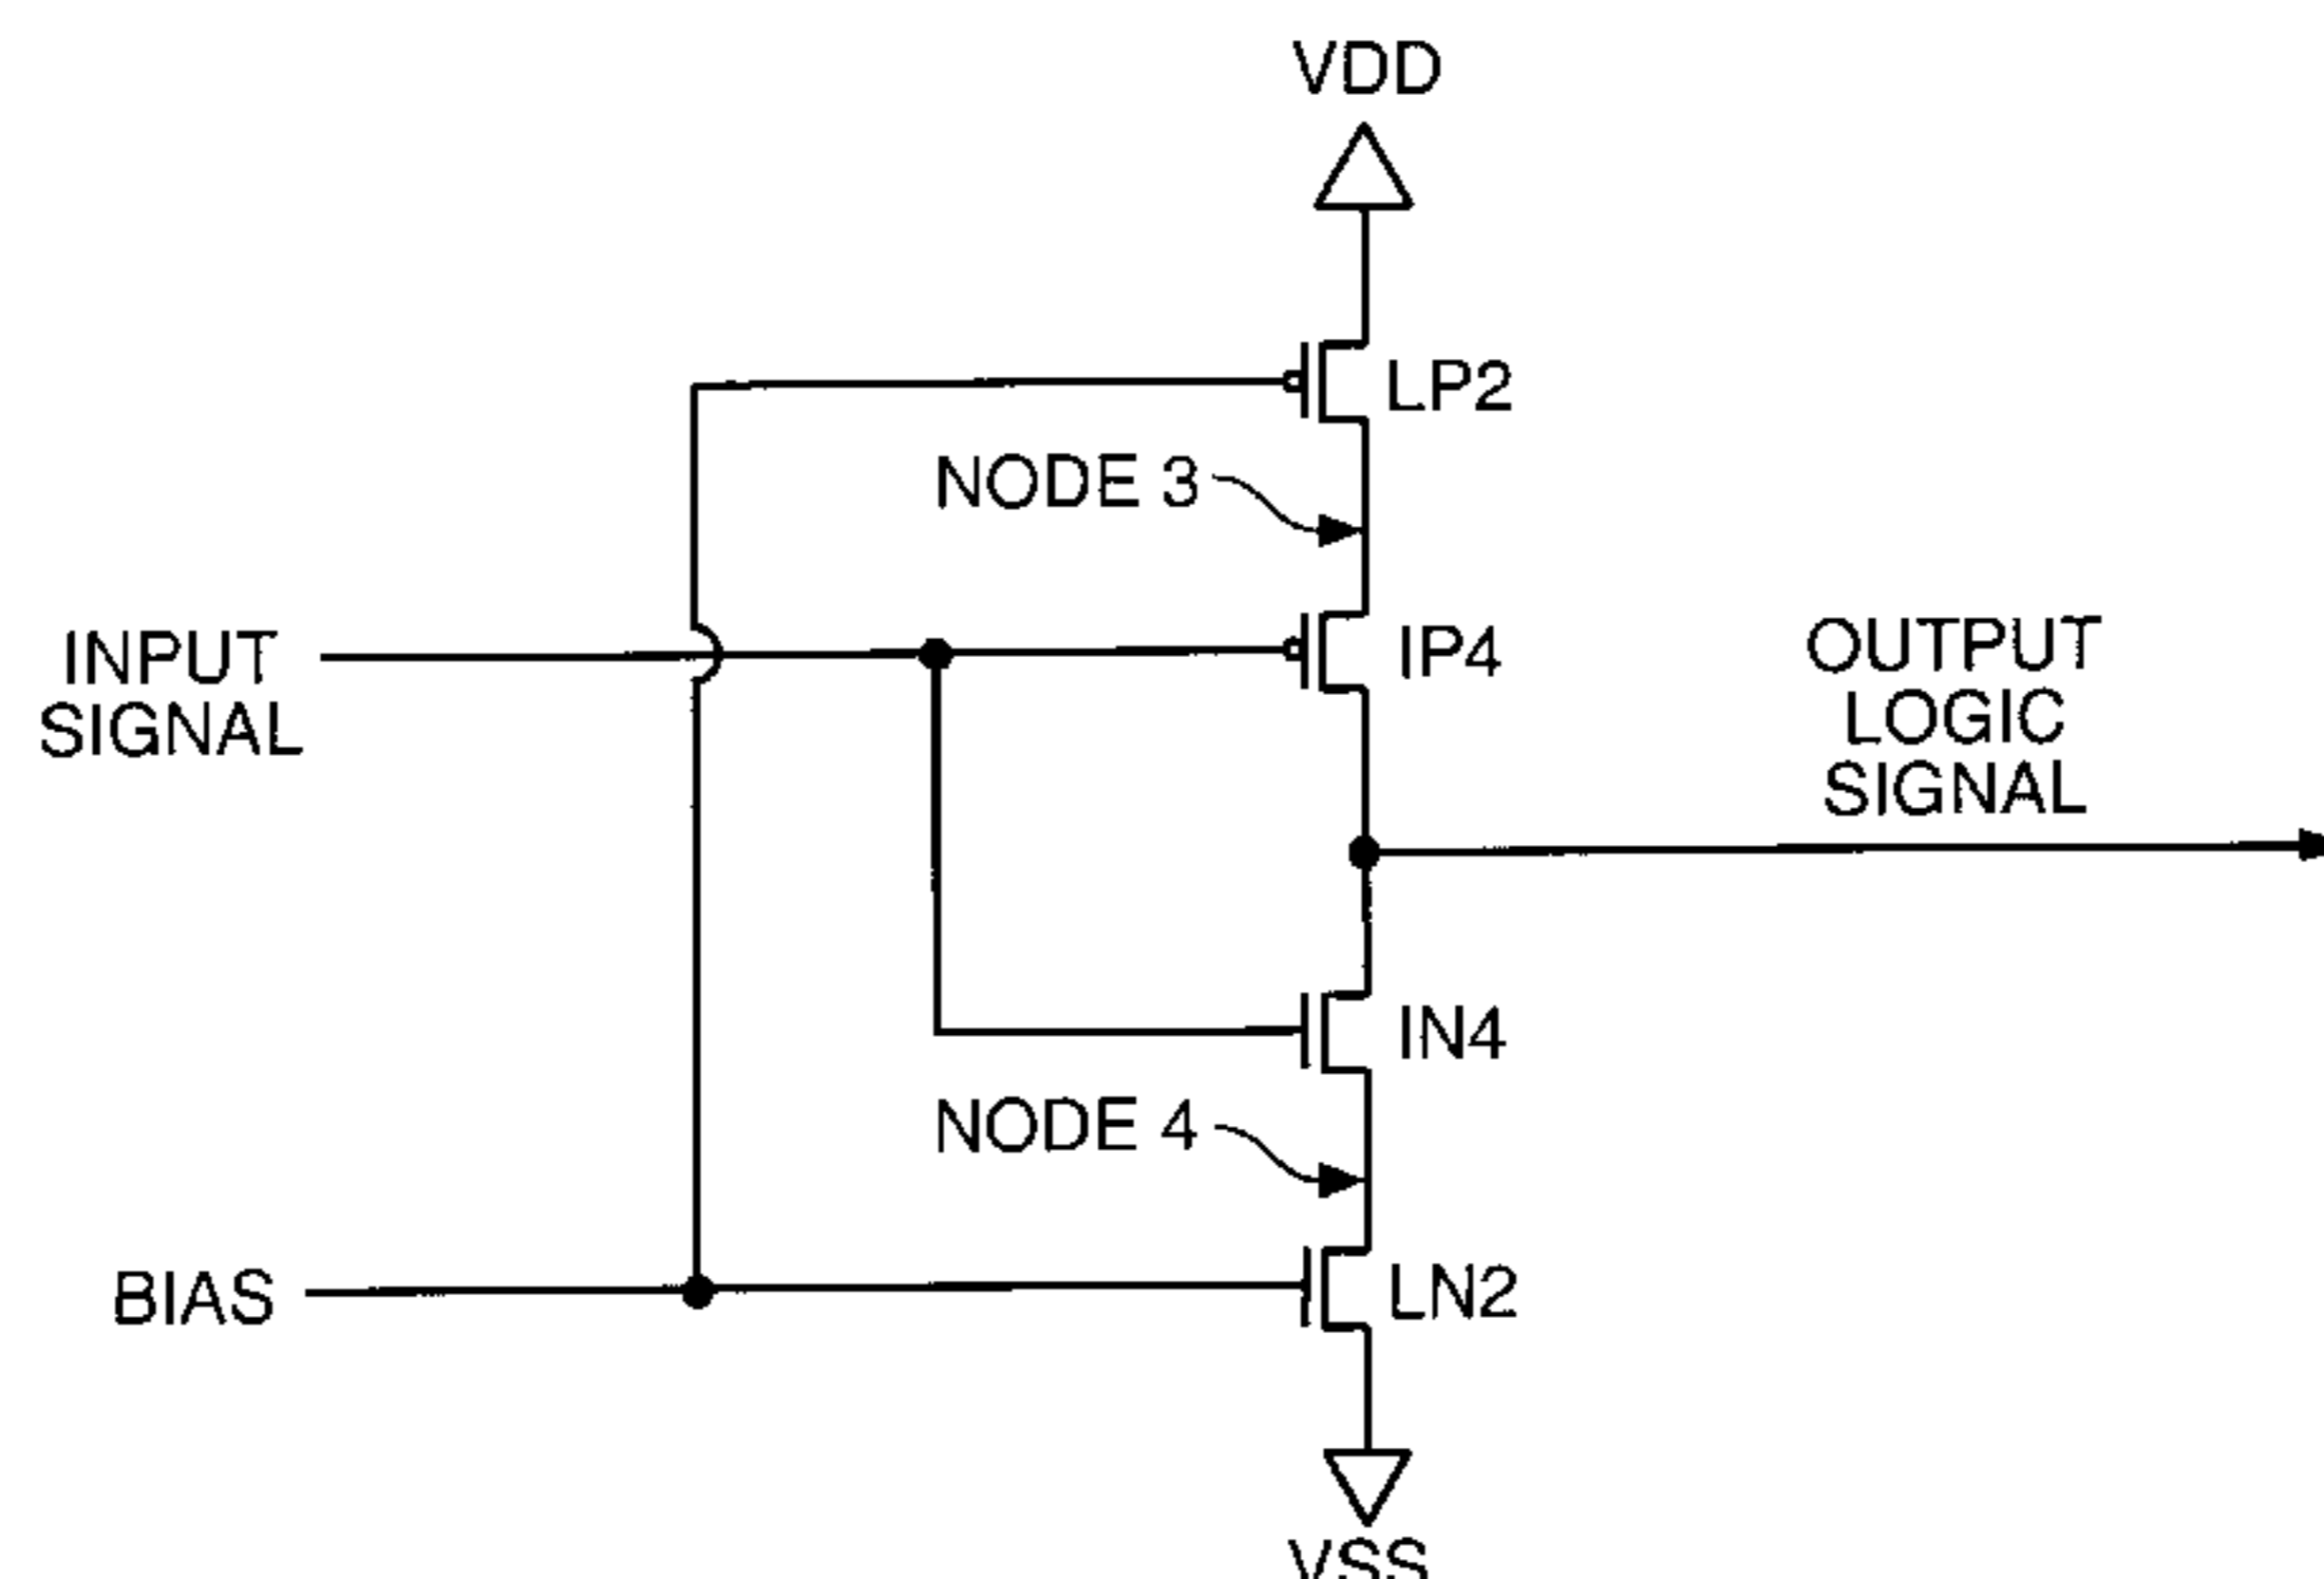 VDD
LP2
NODE 3
INPUT
SIGNAL
IP4
OUTPUT
LOGIC
SIGNAL
IN4
NODE 4
BIAS
LN2
VSS